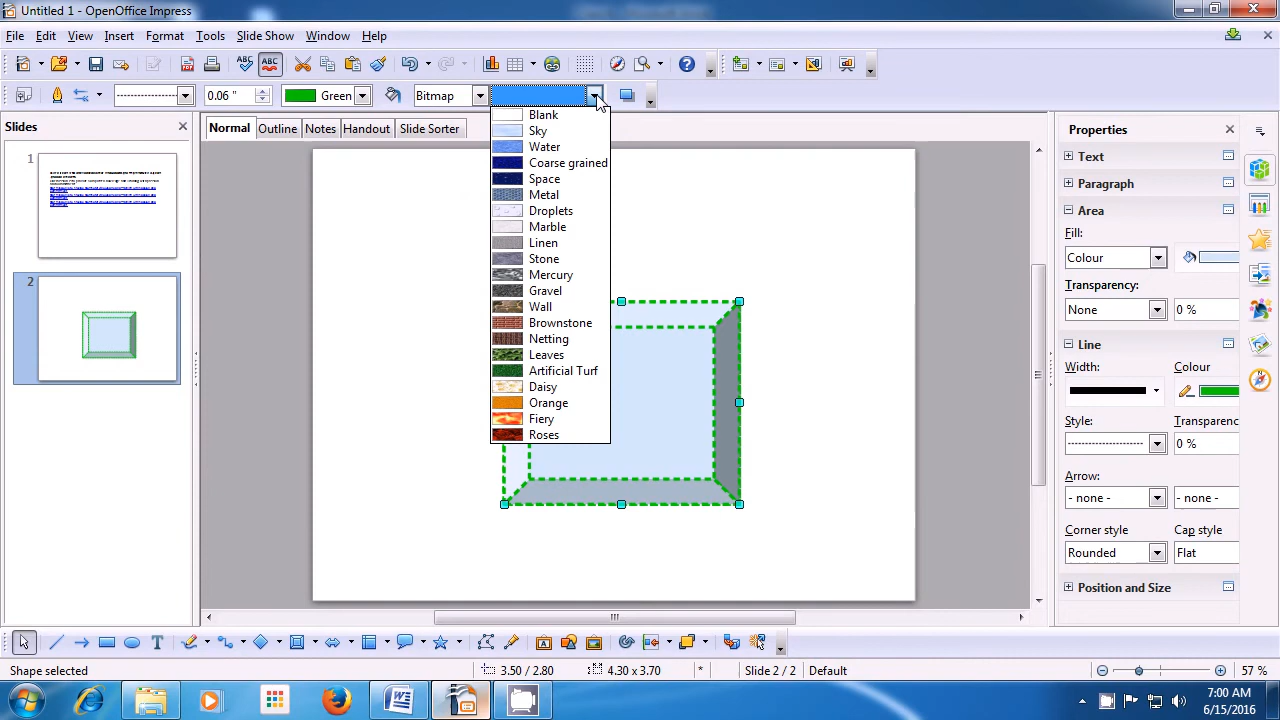 Untitled 1 - OpenOffice Impress
File Edit View Insert Format Tools Slide Show Window Help
ABC ABC
0.06 " Green Bitmap
Slides
Normal Outline Notes Handout Slide Sorter
1
2
Blank
Sky
Water
Coarse grained
Space
Metal
Droplets
Marble
Linen
Stone
Mercury
Gravel
Wall
Brownstone
Netting
Leaves
Artificial Turf
Daisy
Orange
Fiery
Roses
Properties
Text
Paragraph
Area
Fill:
Colour
Transparency:
None 0 %
Line
Width: Colour:
Style: Transparency
0 %
Arrow:
- none - - none -
Corner style Cap style
Rounded Flat
Position and Size
Shape selected 3.50 / 2.80 4.30 x 3.70 * Slide 2 / 2 Default 57 %
7:00 AM
6/15/2016